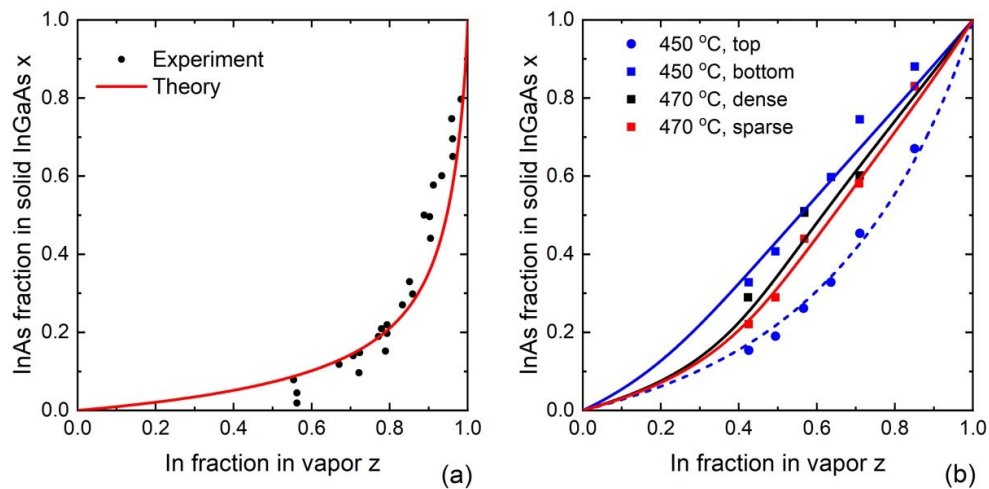 1.0
0.8
0.6
0.4
0.2
0.0
InAs fraction in solid InGaAs x
Experiment
Theory
0.0 0.2 0.4 0.6 0.8 1.0
In fraction in vapor z
(a)
1.0
0.8
0.6
0.4
0.2
0.0
InAs fraction in solid InGaAs x
450 °C, top
450 °C, bottom
470 °C, dense
470 °C, sparse
0.0 0.2 0.4 0.6 0.8 1.0
In fraction in vapor z
(b)